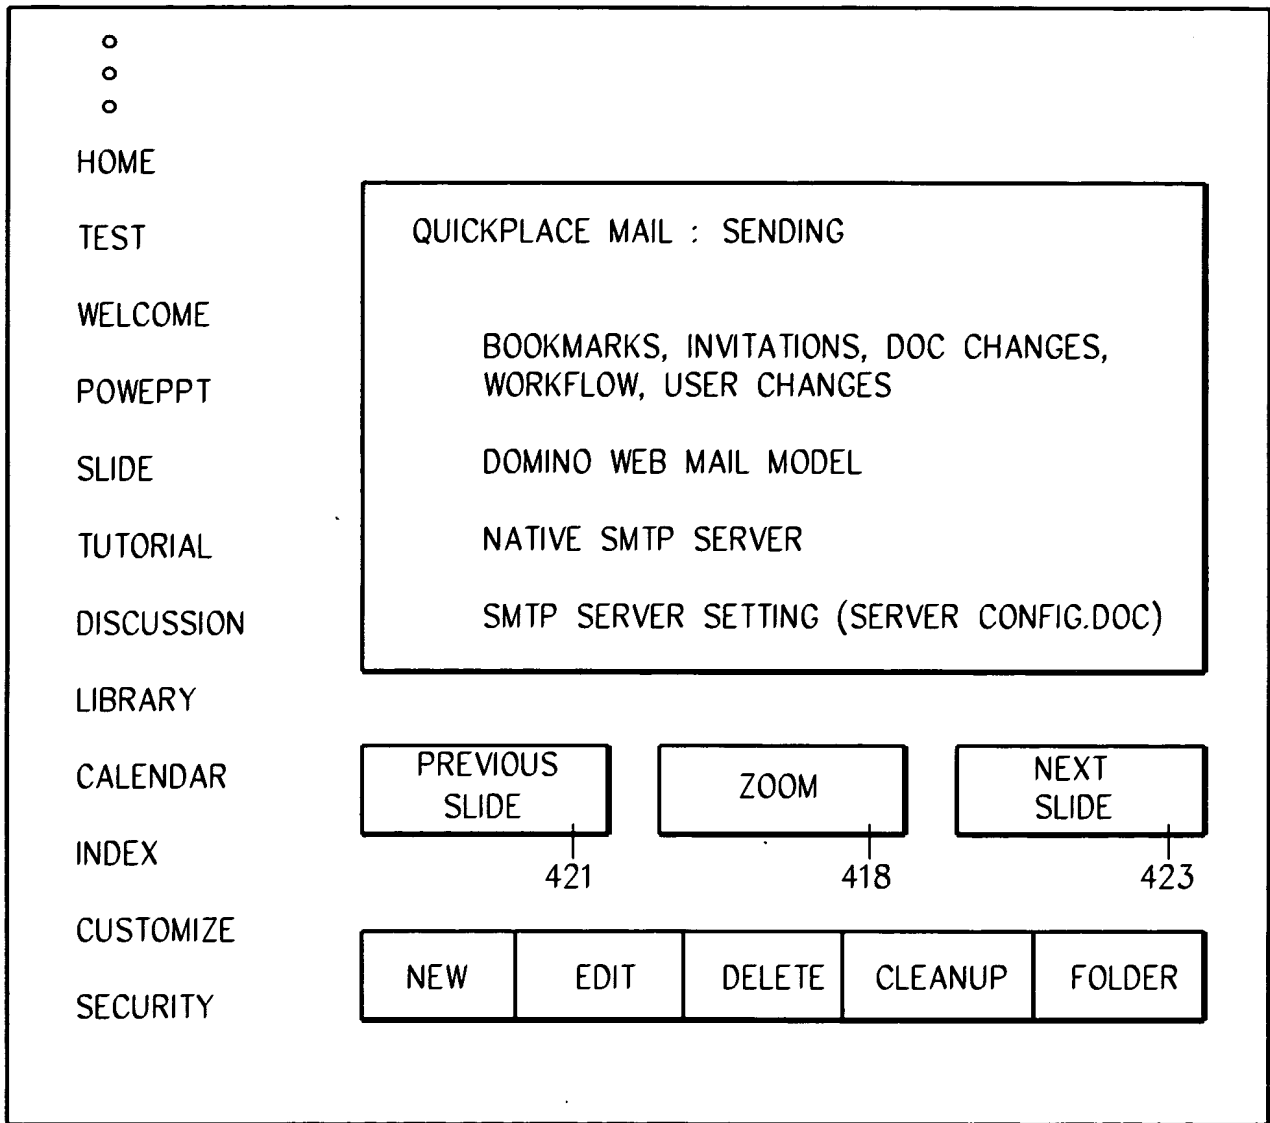 HOME
TEST
WELCOME
POWEPPT
SLIDE
TUTORIAL
DISCUSSION
LIBRARY
CALENDAR
INDEX
CUSTOMIZE
SECURITY
QUICKPLACE MAIL : SENDING
BOOKMARKS, INVITATIONS, DOC CHANGES,
WORKFLOW, USER CHANGES
DOMINO WEB MAIL MODEL
NATIVE SMTP SERVER
SMTP SERVER SETTING (SERVER CONFIG.DOC)
PREVIOUS
SLIDE
421
ZOOM
418
NEXT
SLIDE
423
NEW
EDIT
DELETE
CLEANUP
FOLDER